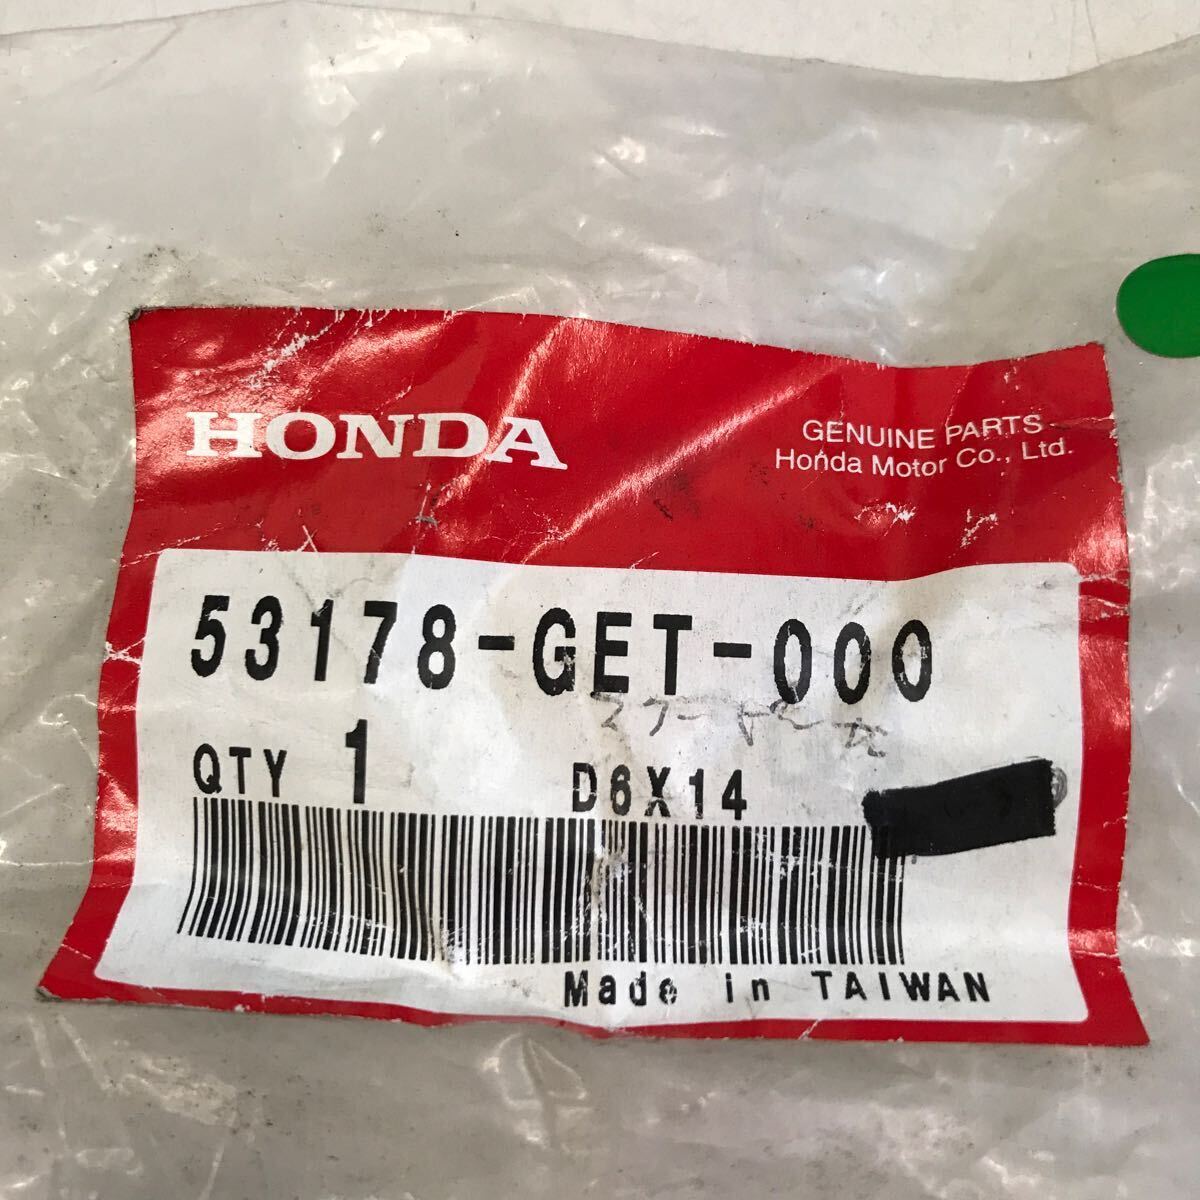 HONDA
GENUINE PARTS
Honda Motor Co., Ltd.
53178-GET-000
QTY 1 D6X14
Made in TAIWAN